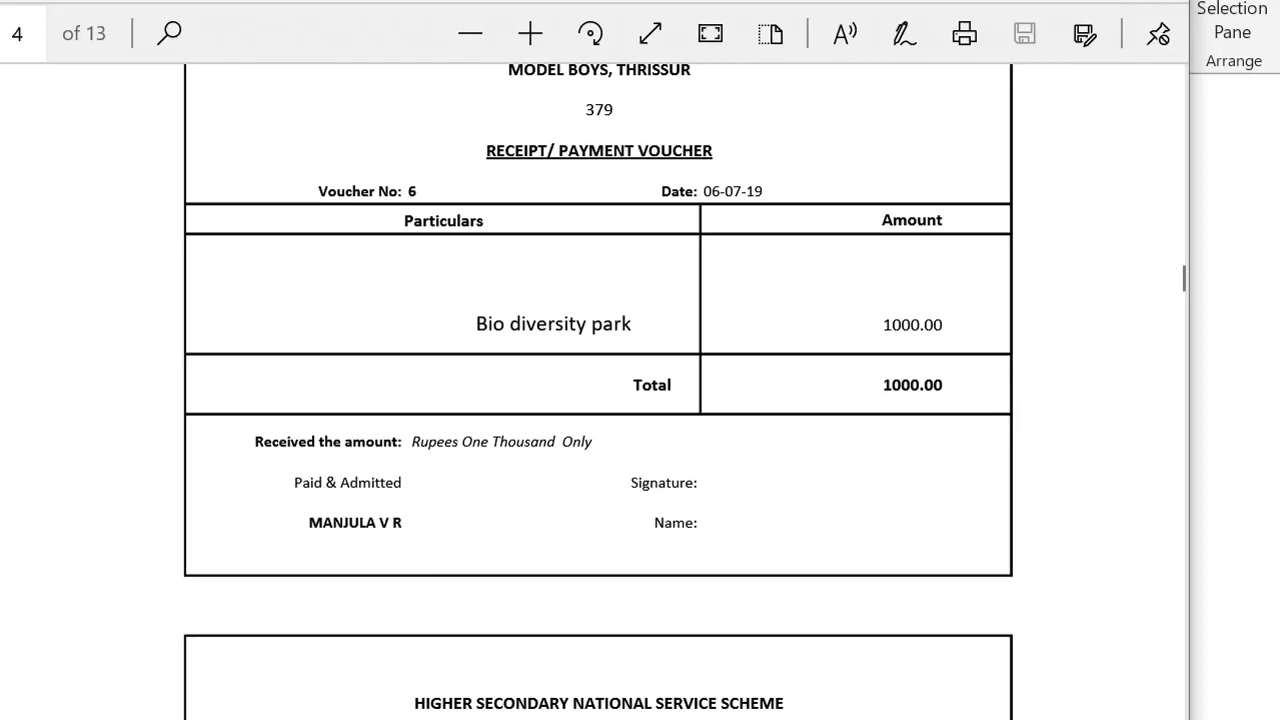 4 of 13
Selection
Pane
Arrange
MODEL BOYS, THRISSUR
379
RECEIPT/ PAYMENT VOUCHER
Voucher No: 6 Date: 06-07-19
Particulars Amount
Bio diversity park 1000.00
Total 1000.00
Received the amount: Rupees One Thousand Only
Paid & Admitted Signature:
MANJULA V R Name:
HIGHER SECONDARY NATIONAL SERVICE SCHEME